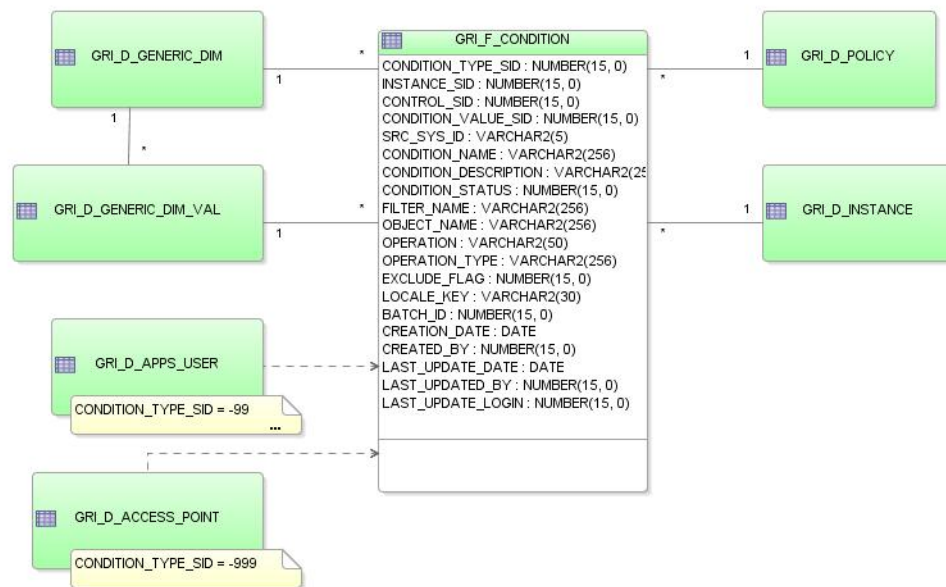 GRI_D_GENERIC_DIM
1
*
1
*
GRI_D_GENERIC_DIM_VAL
1
*
GRI_D_APPS_USER
CONDITION_TYPE_SID = -99
...
GRI_D_ACCESS_POINT
CONDITION_TYPE_SID = -999
GRI_F_CONDITION
CONDITION_TYPE_SID : NUMBER(15, 0)
INSTANCE_SID : NUMBER(15, 0)
CONTROL_SID : NUMBER(15, 0)
CONDITION_VALUE_SID : NUMBER(15, 0)
SRC_SYS_ID : VARCHAR2(5)
CONDITION_NAME : VARCHAR2(256)
CONDITION_DESCRIPTION : VARCHAR2(25
CONDITION_STATUS : NUMBER(15, 0)
FILTER_NAME : VARCHAR2(256)
OBJECT_NAME : VARCHAR2(256)
OPERATION : VARCHAR2(50)
OPERATION_TYPE : VARCHAR2(256)
EXCLUDE_FLAG : NUMBER(15, 0)
LOCALE_KEY : VARCHAR2(30)
BATCH_ID : NUMBER(15, 0)
CREATION_DATE : DATE
CREATED_BY : NUMBER(15, 0)
LAST_UPDATE_DATE : DATE
LAST_UPDATED_BY : NUMBER(15, 0)
LAST_UPDATE_LOGIN : NUMBER(15, 0)
1
*
GRI_D_POLICY
1
*
GRI_D_INSTANCE